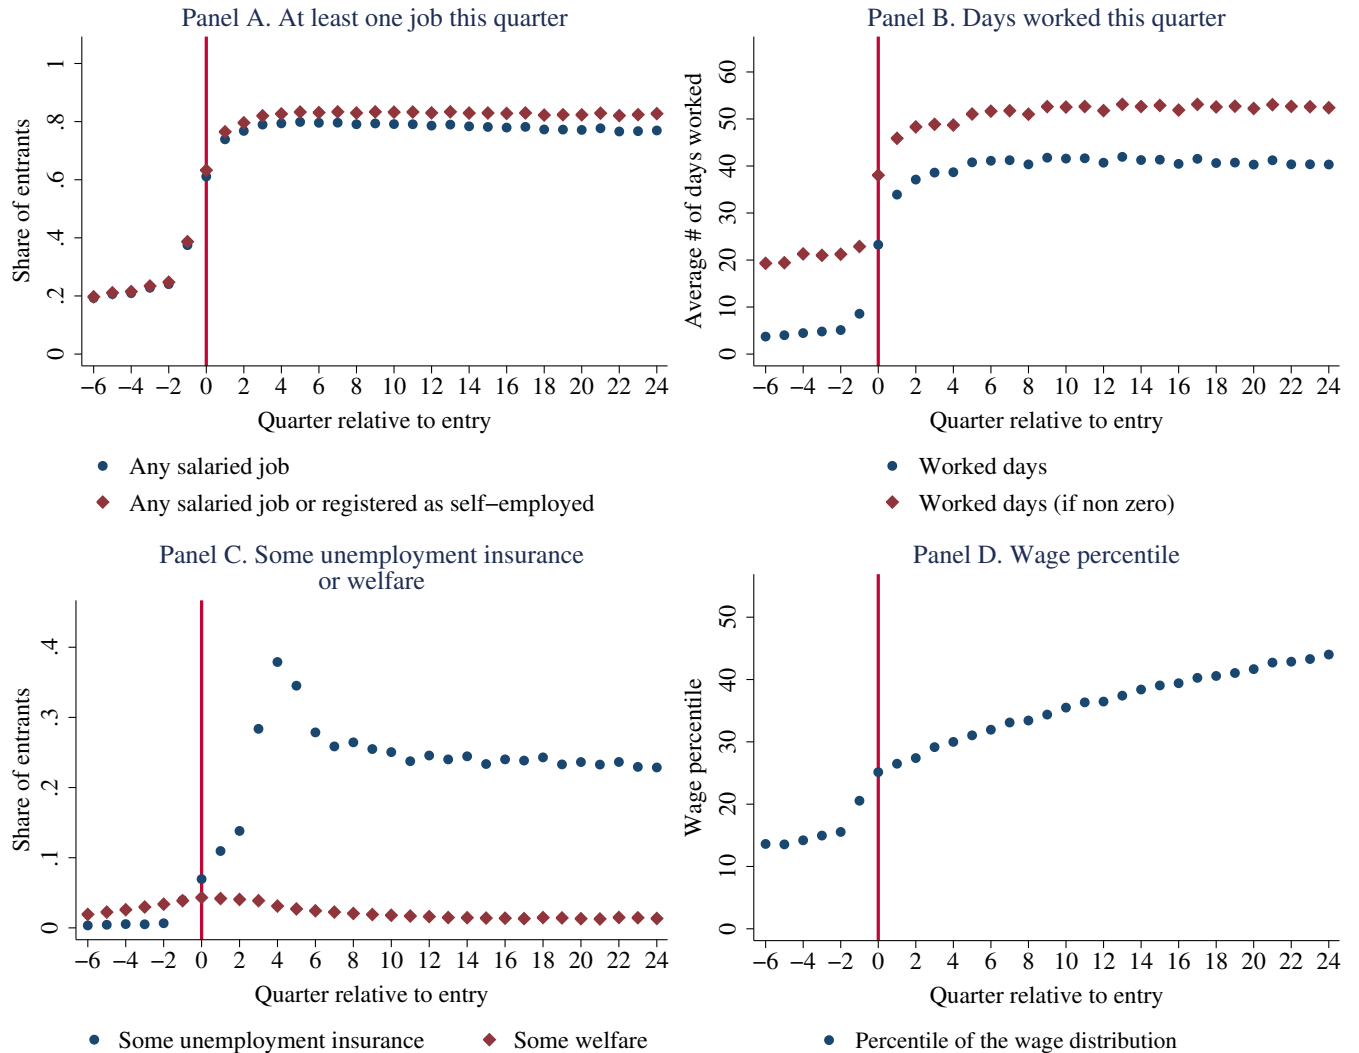 Panel A. At least one job this quarter
Share of entrants
1
.8
.6
.4
.2
0
−6 −4 −2 0 2 4 6 8 10 12 14 16 18 20 22 24
Quarter relative to entry
Any salaried job
Any salaried job or registered as self−employed
Panel B. Days worked this quarter
Average # of days worked
60
50
40
30
20
10
0
−6 −4 −2 0 2 4 6 8 10 12 14 16 18 20 22 24
Quarter relative to entry
Worked days
Worked days (if non zero)
Panel C. Some unemployment insurance
or welfare
Share of entrants
.4
.3
.2
.1
0
−6 −4 −2 0 2 4 6 8 10 12 14 16 18 20 22 24
Quarter relative to entry
Some unemployment insurance
Some welfare
Panel D. Wage percentile
Wage percentile
50
40
30
20
10
0
−6 −4 −2 0 2 4 6 8 10 12 14 16 18 20 22 24
Quarter relative to entry
Percentile of the wage distribution